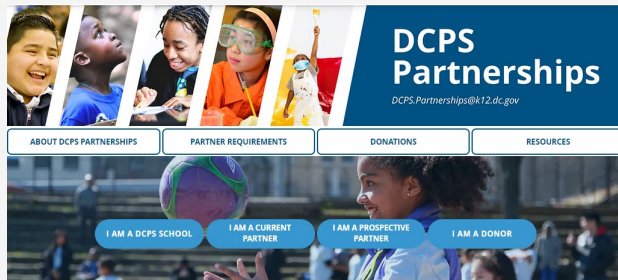 DCPS
Partnerships
DCPS.Partnerships@k12.dc.gov
ABOUT DCPS PARTNERSHIPS
PARTNER REQUIREMENTS
DONATIONS
RESOURCES
I AM A DCPS SCHOOL
I AM A CURRENT
PARTNER
I AM A PROSPECTIVE
PARTNER
I AM A DONOR